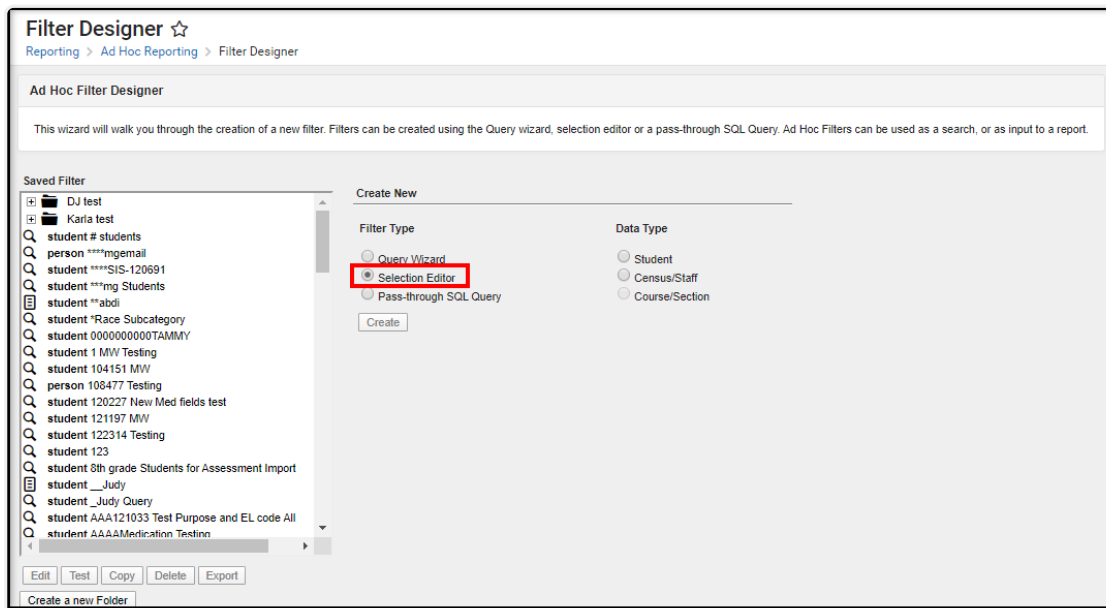 Filter Designer
Reporting > Ad Hoc Reporting > Filter Designer
Ad Hoc Filter Designer
This wizard will walk you through the creation of a new filter. Filters can be created using the Query wizard, selection editor or a pass-through SQL Query. Ad Hoc Filters can be used as a search, or as input to a report.
Saved Filter
DJ test
Karla test
student # students
person ****mgemail
student ****SIS-120691
student ***mg Students
student **abdi
student *Race Subcategory
student 0000000000TAMMY
student 1 MW Testing
student 104151 MW
person 108477 Testing
student 120227 New Med fields test
student 121197 MW
student 122314 Testing
student 123
student 8th grade Students for Assessment Import
student __Judy
student _Judy Query
student AAA121033 Test Purpose and EL code All
student AAAAMedication Testing
Edit Test Copy Delete Export
Create a new Folder
Create New
Filter Type Data Type
Query Wizard Student
Selection Editor Census/Staff
Pass-through SQL Query Course/Section
Create